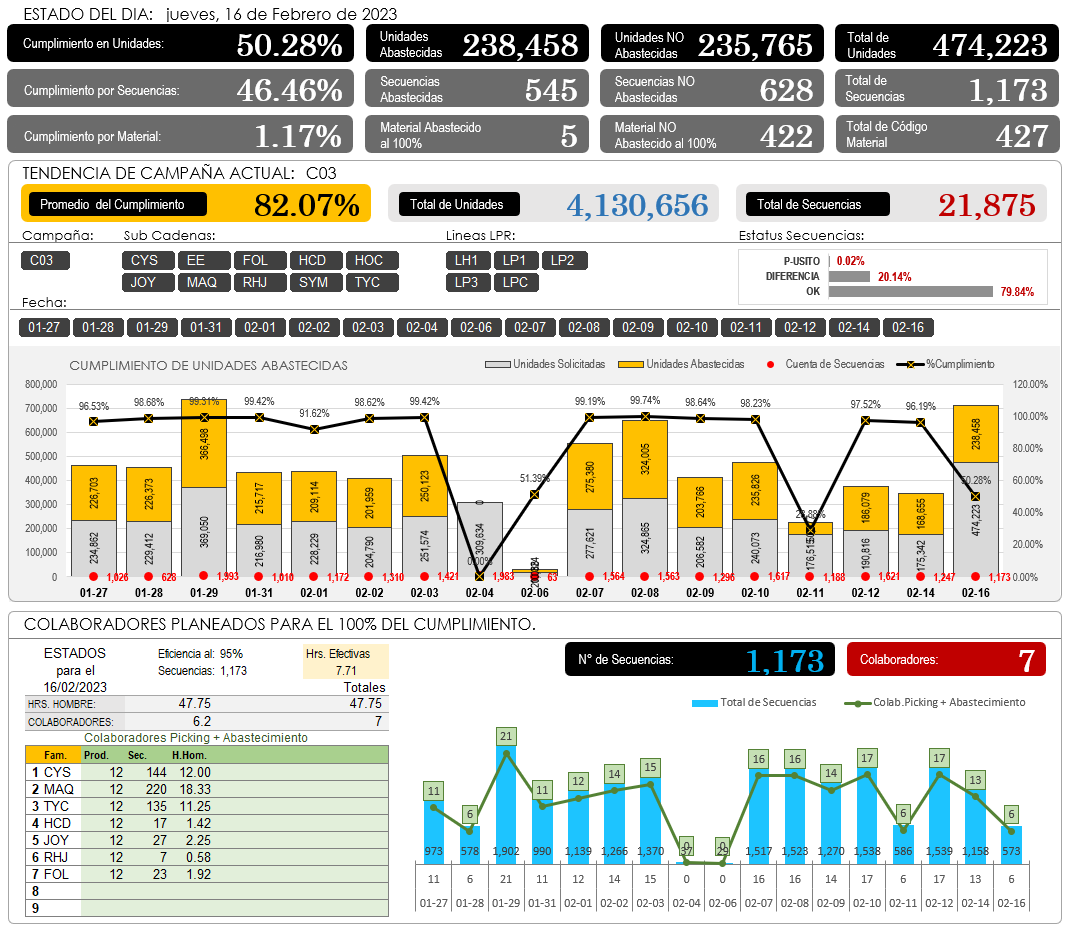 ESTADO DEL DIA: jueves, 16 de Febrero de 2023
Cumplimiento en Unidades: 50.28%
Unidades Abastecidas 238,458
Unidades NO Abastecidas 235,765
Total de Unidades 474,223
Cumplimiento por Secuencias: 46.46%
Secuencias Abastecidas 545
Secuencias NO Abastecidas 628
Total de Secuencias 1,173
Cumplimiento por Material: 1.17%
Material Abastecido al 100% 5
Material NO Abastecido al 100% 422
Total de Código Material 427
TENDENCIA DE CAMPAÑA ACTUAL: C03
Promedio del Cumplimiento 82.07%
Total de Unidades 4,130,656
Total de Secuencias 21,875
Campaña:
C03
Sub Cadenas:
CYS EE FOL HCD HOC
JOY MAQ RHJ SYM TYC
Lineas LPR:
LH1 LP1 LP2
LP3 LPC
Estatus Secuencias:
P-USITO 0.02%
DIFERENCIA 20.14%
OK 79.84%
Fecha:
01-27 01-28 01-29 01-31 02-01 02-02 02-03 02-04 02-06 02-07 02-08 02-09 02-10 02-11 02-12 02-14 02-16
CUMPLIMIENTO DE UNIDADES ABASTECIDAS
Unidades Solicitadas Unidades Abastecidas Cuenta de Secuencias %Cumplimiento
800,000
700,000
600,000
500,000
400,000
300,000
200,000
100,000
0
120.00%
100.00%
80.00%
60.00%
40.00%
20.00%
0.00%
96.53% 98.68% 99.31% 99.42% 91.62% 98.62% 99.42% 0.00% 51.39% 99.19% 99.74% 98.64% 98.23% 97.52% 96.19% 50.28%
226,703 226,373 366,498 215,717 209,114 201,959 250,123 0 275,380 324,005 203,766 235,826 186,079 168,655 238,458
234,862 229,412 369,050 216,980 228,229 204,790 251,574 309,634 277,621 324,865 206,582 240,073 176,515 190,816 175,342 474,223
1,026 628 1,993 1,010 1,172 1,310 1,421 1,983 63 1,564 1,563 1,296 1,617 1,188 1,621 1,247 1,173
01-27 01-28 01-29 01-31 02-01 02-02 02-03 02-04 02-06 02-07 02-08 02-09 02-10 02-11 02-12 02-14 02-16
COLABORADORES PLANEADOS PARA EL 100% DEL CUMPLIMIENTO.
ESTADOS
para el
16/02/2023
Eficiencia al: 95%
Secuencias: 1,173
Hrs. Efectivas
7.71
Totales
HRS. HOMBRE: 47.75 47.75
COLABORADORES: 6.2 7
Colaboradores Picking + Abastecimiento
Fam. Prod. Sec. H.Hom.
1 CYS 12 144 12.00
2 MAQ 12 220 18.33
3 TYC 12 135 11.25
4 HCD 12 17 1.42
5 JOY 12 27 2.25
6 RHJ 12 7 0.58
7 FOL 12 23 1.92
8
9
N° de Secuencias: 1,173
Colaboradores: 7
Total de Secuencias Colab.Picking + Abastecimiento
11 6 21 11 12 14 15 0 0 16 16 14 17 6 17 13 6
973 578 1,902 990 1,139 1,266 1,370 37 29 1,517 1,523 1,270 1,538 586 1,539 1,158 573
11 6 21 11 12 14 15 0 0 16 16 14 17 6 17 13 6
01-27 01-28 01-29 01-31 02-01 02-02 02-03 02-04 02-06 02-07 02-08 02-09 02-10 02-11 02-12 02-14 02-16